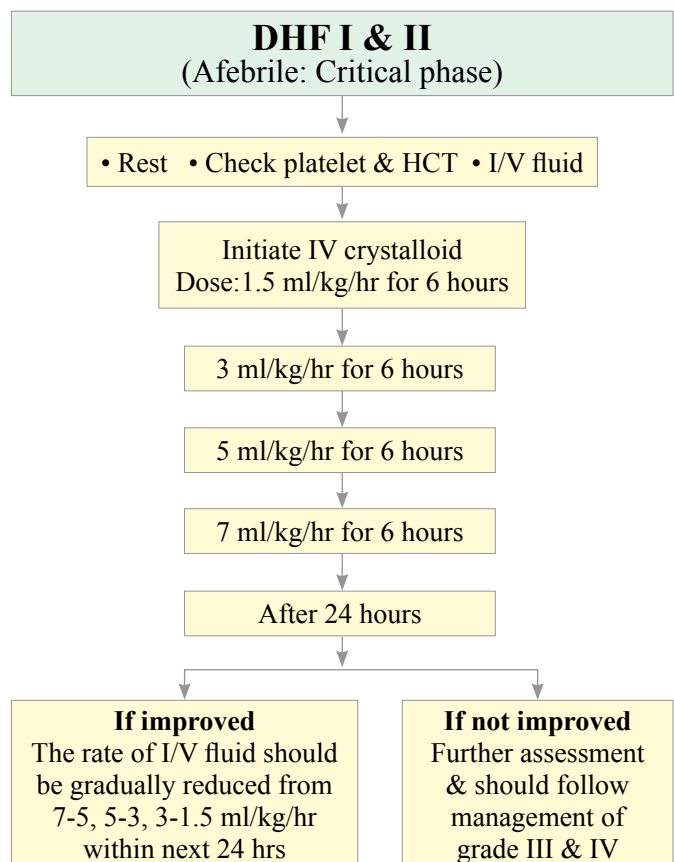 DHF I & II
(Afebrile: Critical phase)
• Rest • Check platelet & HCT • I/V fluid
Initiate IV crystalloid
Dose:1.5 ml/kg/hr for 6 hours
3 ml/kg/hr for 6 hours
5 ml/kg/hr for 6 hours
7 ml/kg/hr for 6 hours
After 24 hours
If improved
The rate of I/V fluid should
be gradually reduced from
7-5, 5-3, 3-1.5 ml/kg/hr
within next 24 hrs
If not improved
Further assessment
& should follow
management of
grade III & IV